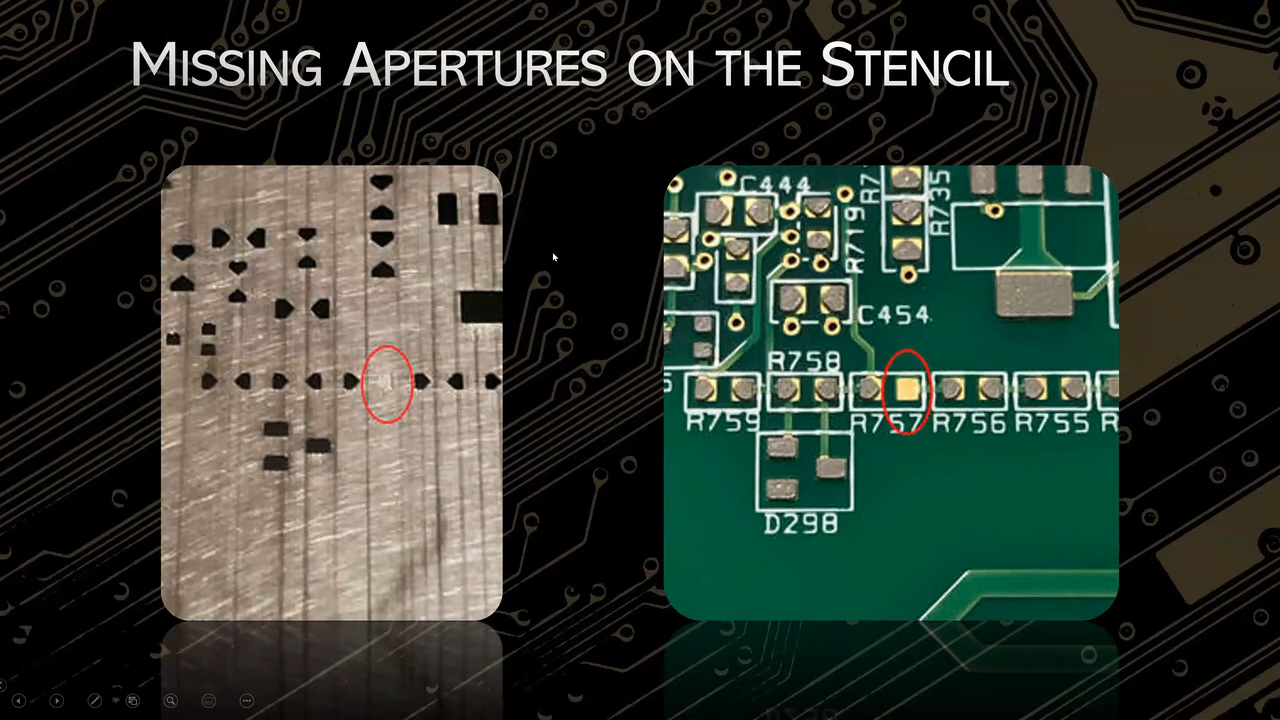 MISSING APERTURES ON THE STENCIL
C444
R7
R735
R719
C454
R758
R759
R757
R756
R755
R
D298